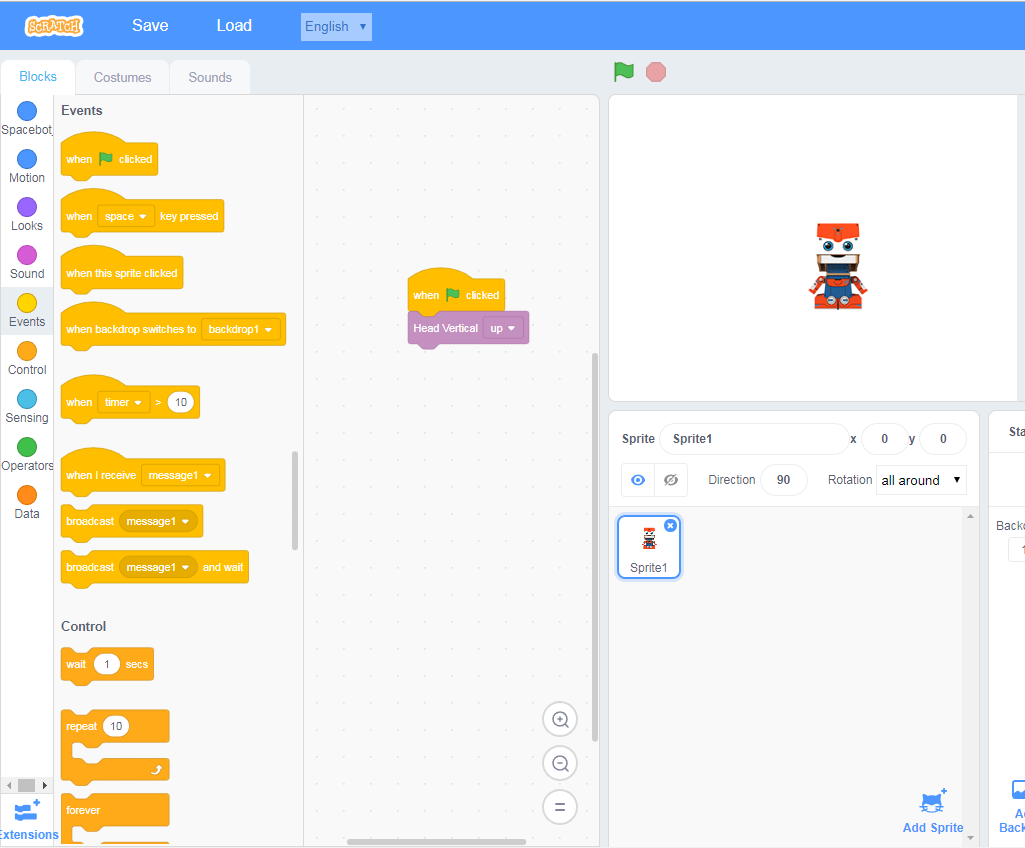 SCRATCH Save Load English
Blocks Costumes Sounds
Spacebot
Motion
Looks
Sound
Events
Control
Sensing
Operators
Data
Extensions
Events
when clicked
when space key pressed
when this sprite clicked
when backdrop switches to backdrop1
when timer > 10
when I receive message1
broadcast message1
broadcast message1 and wait
Control
wait 1 secs
repeat 10
forever
when clicked
Head Vertical up
Sprite Sprite1 x 0 y 0
Direction 90 Rotation all around
Sprite1
Add Sprite
Sta
Backd
1
Ad
Back